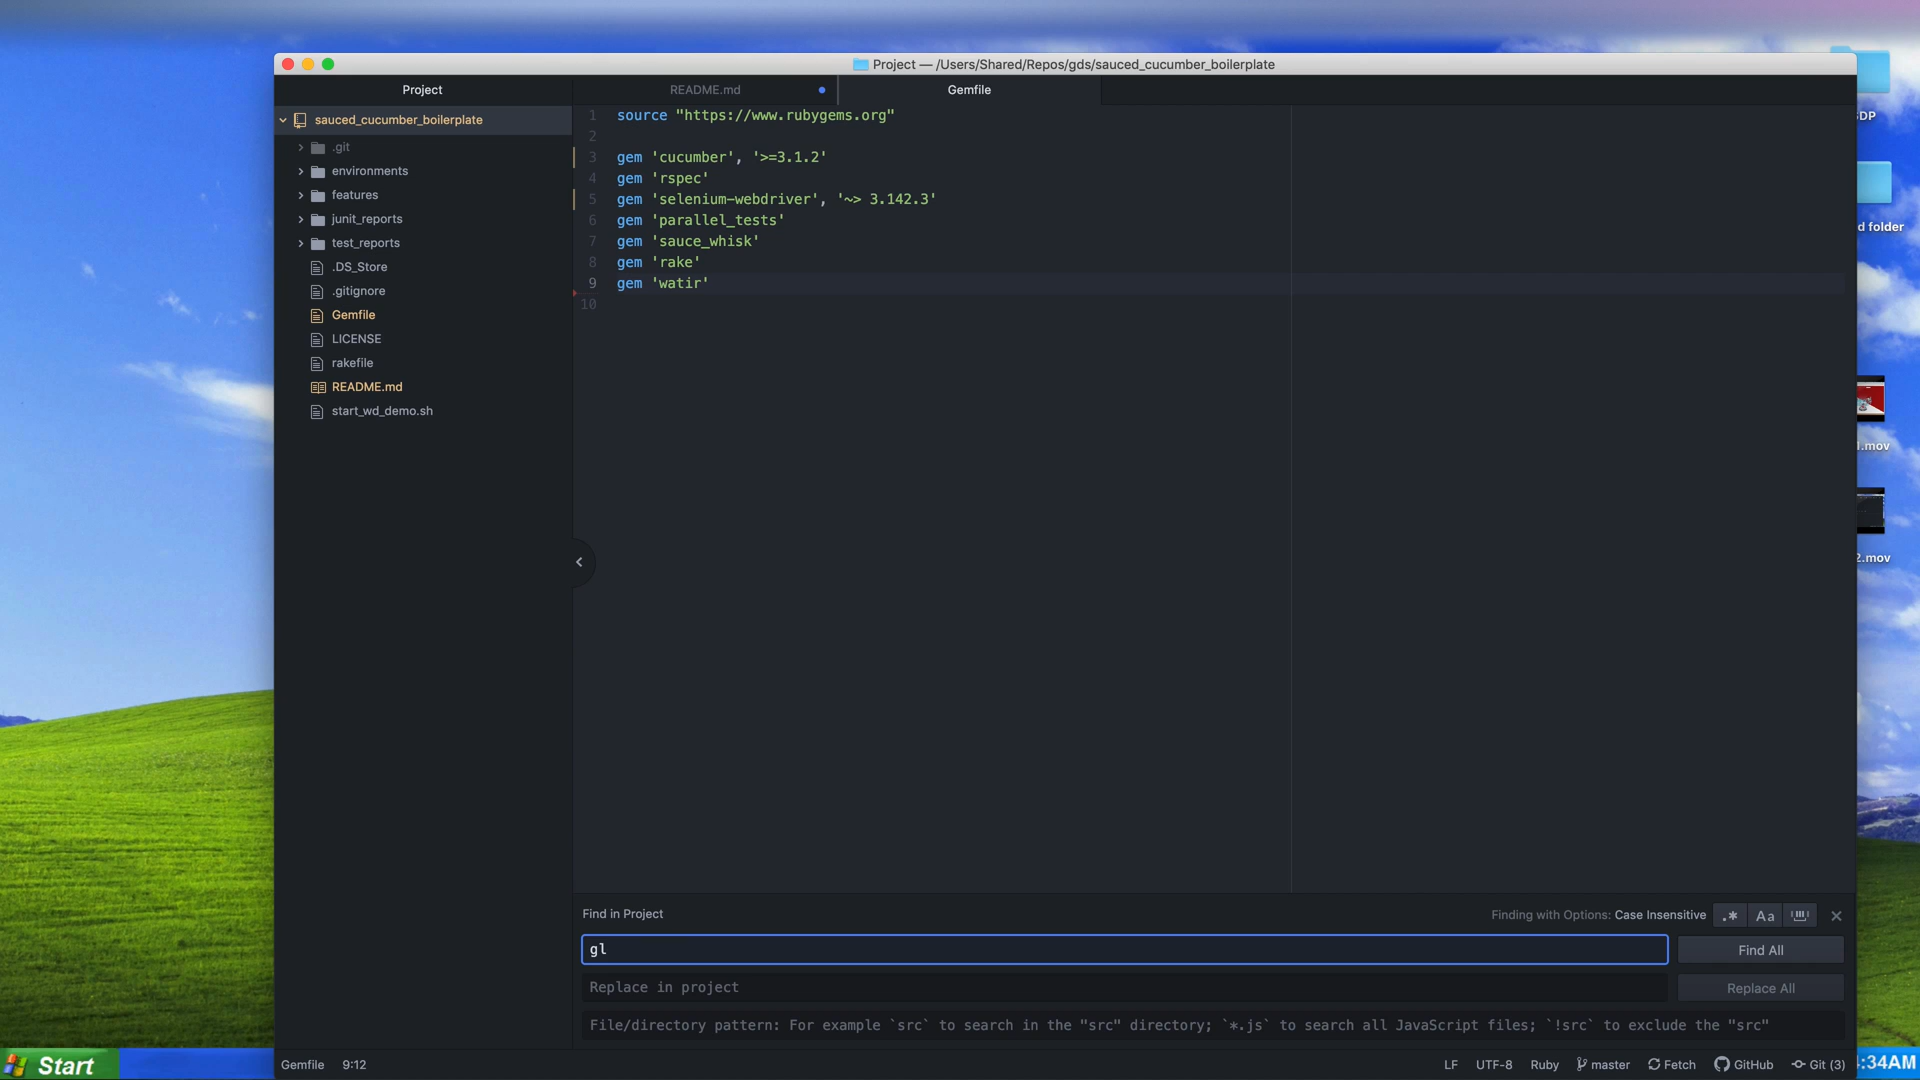 Project — /Users/Shared/Repos/gds/sauced_cucumber_boilerplate
Project
README.md
Gemfile
sauced_cucumber_boilerplate
.git
environments
features
junit_reports
test_reports
.DS_Store
.gitignore
Gemfile
LICENSE
rakefile
README.md
start_wd_demo.sh
1 source "https://www.rubygems.org"
2
3 gem 'cucumber', '>=3.1.2'
4 gem 'rspec'
5 gem 'selenium-webdriver', '~> 3.142.3'
6 gem 'parallel_tests'
7 gem 'sauce_whisk'
8 gem 'rake'
9 gem 'watir'
10
DP
d folder
1.mov
2.mov
Find in Project
Finding with Options: Case Insensitive
.* Aa
gl
Find All
Replace in project
Replace All
File/directory pattern: For example `src` to search in the "src" directory; `*.js` to search all JavaScript files; `!src` to exclude the "src"
Gemfile 9:12
LF UTF-8 Ruby master Fetch GitHub Git (3)
Start
:34AM